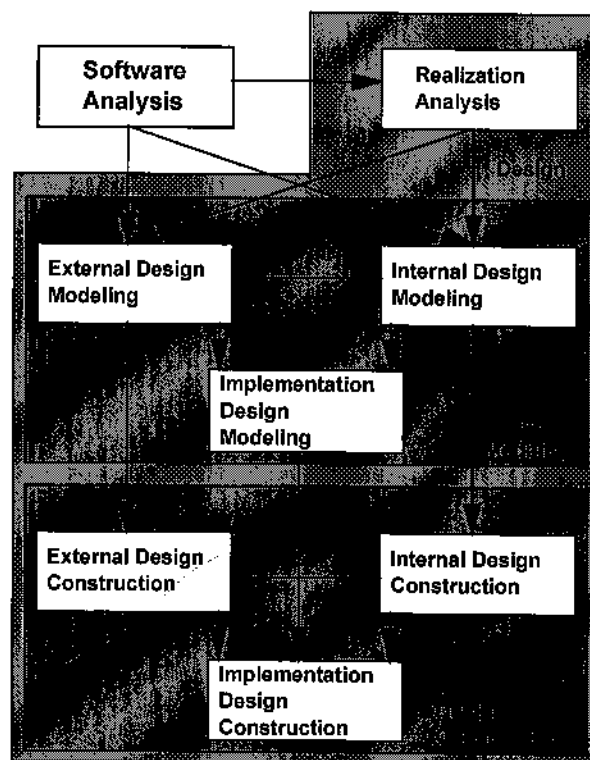 Software
Analysis
Realization
Analysis
Design
External Design
Modeling
Internal Design
Modeling
Implementation
Design
Modeling
External Design
Construction
Internal Design
Construction
Implementation
Design
Construction